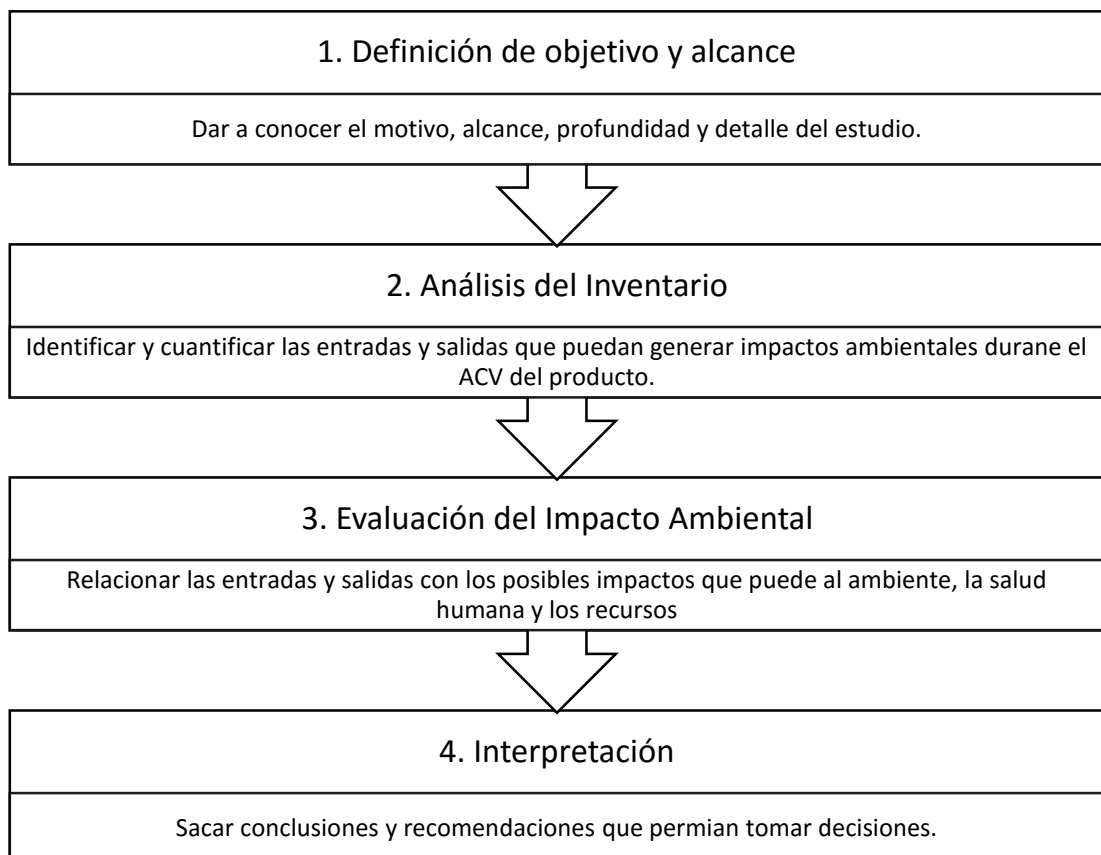 1. Definición de objetivo y alcance
Dar a conocer el motivo, alcance, profundidad y detalle del estudio.
2. Análisis del Inventario
Identificar y cuantificar las entradas y salidas que puedan generar impactos ambientales durane el
ACV del producto.
3. Evaluación del Impacto Ambiental
Relacionar las entradas y salidas con los posibles impactos que puede al ambiente, la salud
humana y los recursos
4. Interpretación
Sacar conclusiones y recomendaciones que permian tomar decisiones.